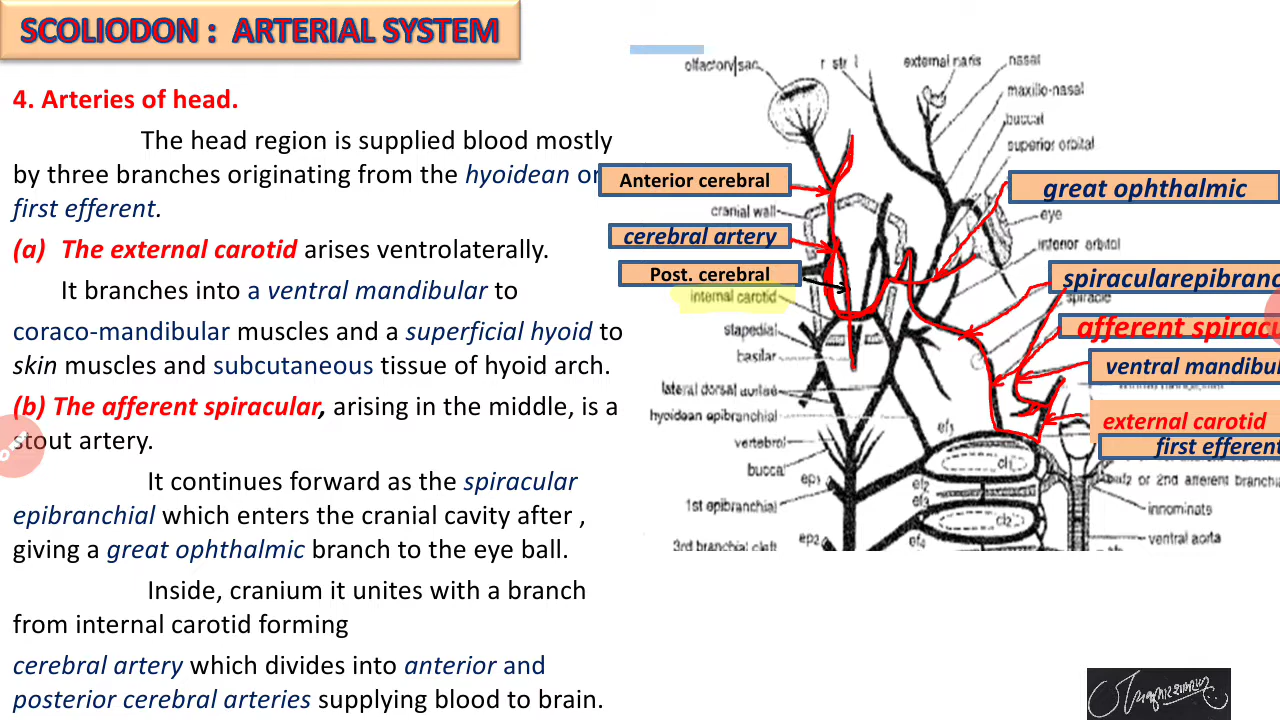 SCOLIODON : ARTERIAL SYSTEM
4. Arteries of head.
The head region is supplied blood mostly
by three branches originating from the hyoidean or
first efferent.
(a) The external carotid arises ventrolaterally.
It branches into a ventral mandibular to
coraco-mandibular muscles and a superficial hyoid to
skin muscles and subcutaneous tissue of hyoid arch.
(b) The afferent spiracular, arising in the middle, is a
stout artery.
It continues forward as the spiracular
epibranchial which enters the cranial cavity after ,
giving a great ophthalmic branch to the eye ball.
Inside, cranium it unites with a branch
from internal carotid forming
cerebral artery which divides into anterior and
posterior cerebral arteries supplying blood to brain.
olfactory sac
external naris
nasal
maxillo-nasal
buccal
superior orbital
Anterior cerebral
great ophthalmic
cranial wall
eye
cerebral artery
inferior orbital
Post. cerebral
spiracularepibranc
internal carotid
spiracle
stapedial
afferent spiracu
basilar
ventral mandibul
lateral dorsal aortae
hyoidean epibranchial
external carotid
ef1
vertebral
first efferent
buccal
cl1
ep1
ef2
af2 or 2nd afferent branchia
1st epibranchial
ef3
innominate
cl2
3rd branchial cleft
ep2
ef4
ventral aorta